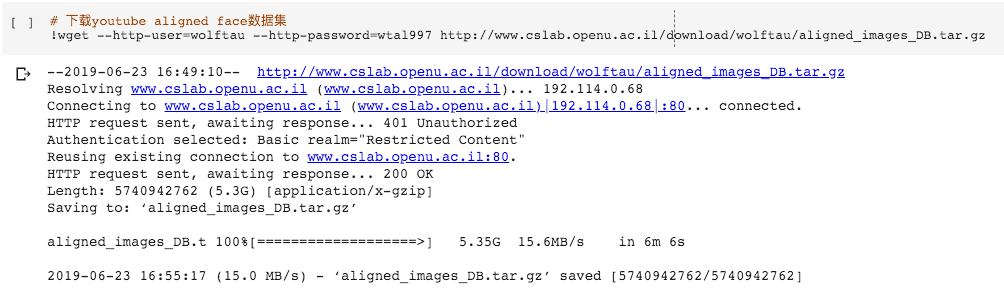 [ ] # 下载youtube aligned face数据集
!wget --http-user=wolftau --http-password=wtal997 http://www.cslab.openu.ac.il/download/wolftau/aligned_images_DB.tar.gz
--2019-06-23 16:49:10-- http://www.cslab.openu.ac.il/download/wolftau/aligned_images_DB.tar.gz
Resolving www.cslab.openu.ac.il (www.cslab.openu.ac.il)... 192.114.0.68
Connecting to www.cslab.openu.ac.il (www.cslab.openu.ac.il)|192.114.0.68|:80... connected.
HTTP request sent, awaiting response... 401 Unauthorized
Authentication selected: Basic realm="Restricted Content"
Reusing existing connection to www.cslab.openu.ac.il:80.
HTTP request sent, awaiting response... 200 OK
Length: 5740942762 (5.3G) [application/x-gzip]
Saving to: ‘aligned_images_DB.tar.gz’
aligned_images_DB.t 100%[===================>] 5.35G 15.6MB/s in 6m 6s
2019-06-23 16:55:17 (15.0 MB/s) - ‘aligned_images_DB.tar.gz’ saved [5740942762/5740942762]